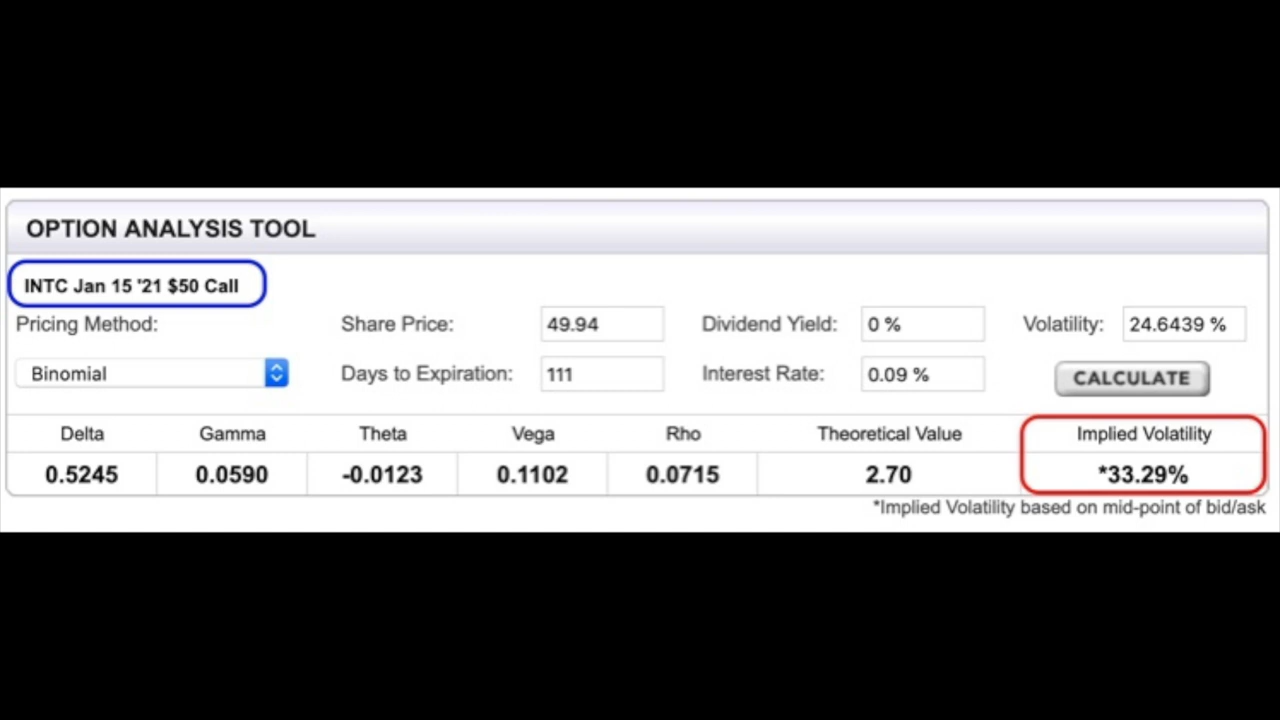 OPTION ANALYSIS TOOL
INTC Jan 15 '21 $50 Call
Pricing Method: Share Price: 49.94 Dividend Yield: 0 % Volatility: 24.6439 %
Binomial Days to Expiration: 111 Interest Rate: 0.09 % CALCULATE
Delta Gamma Theta Vega Rho Theoretical Value Implied Volatility
0.5245 0.0590 -0.0123 0.1102 0.0715 2.70 *33.29%
*Implied Volatility based on mid-point of bid/ask